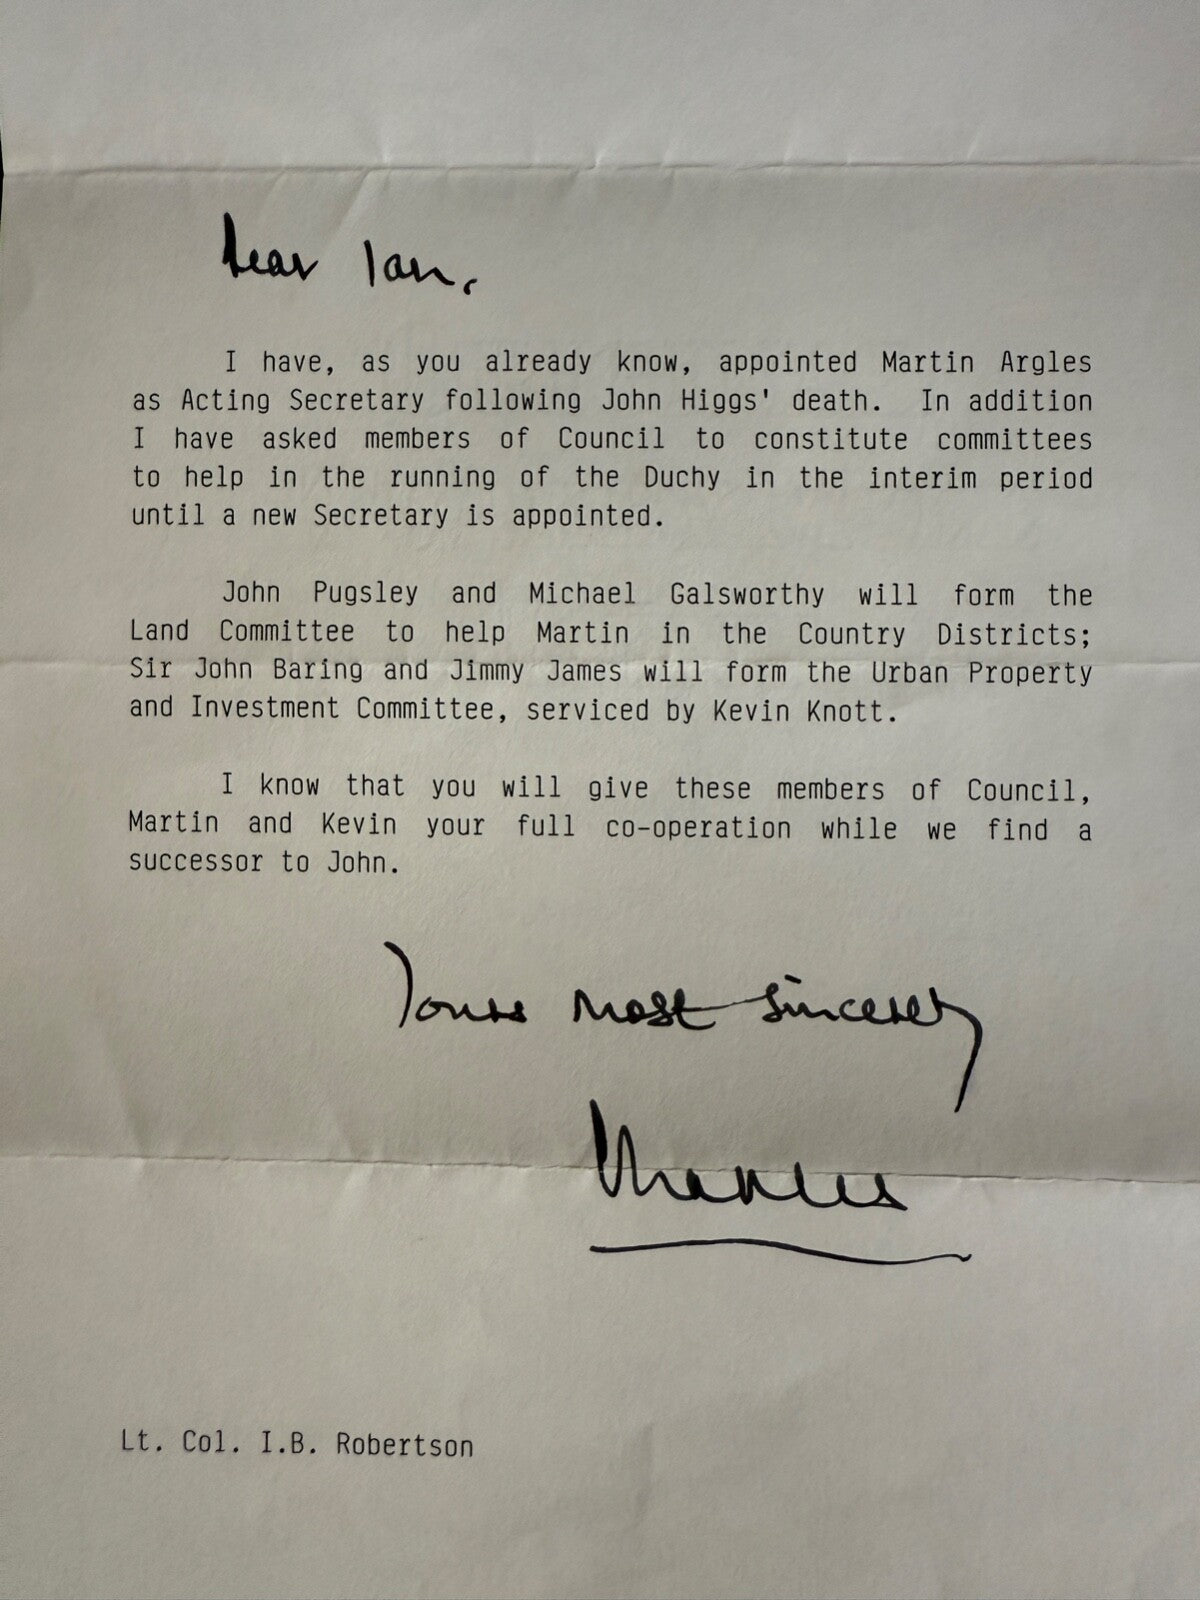 Dear Ian,
I have, as you already know, appointed Martin Argles
as Acting Secretary following John Higgs' death. In addition
I have asked members of Council to constitute committees
to help in the running of the Duchy in the interim period
until a new Secretary is appointed.
John Pugsley and Michael Galsworthy will form the
Land Committee to help Martin in the Country Districts;
Sir John Baring and Jimmy James will form the Urban Property
and Investment Committee, serviced by Kevin Knott.
I know that you will give these members of Council,
Martin and Kevin your full co-operation while we find a
successor to John.
Yours most sincerely
Charles
Lt. Col. I.B. Robertson